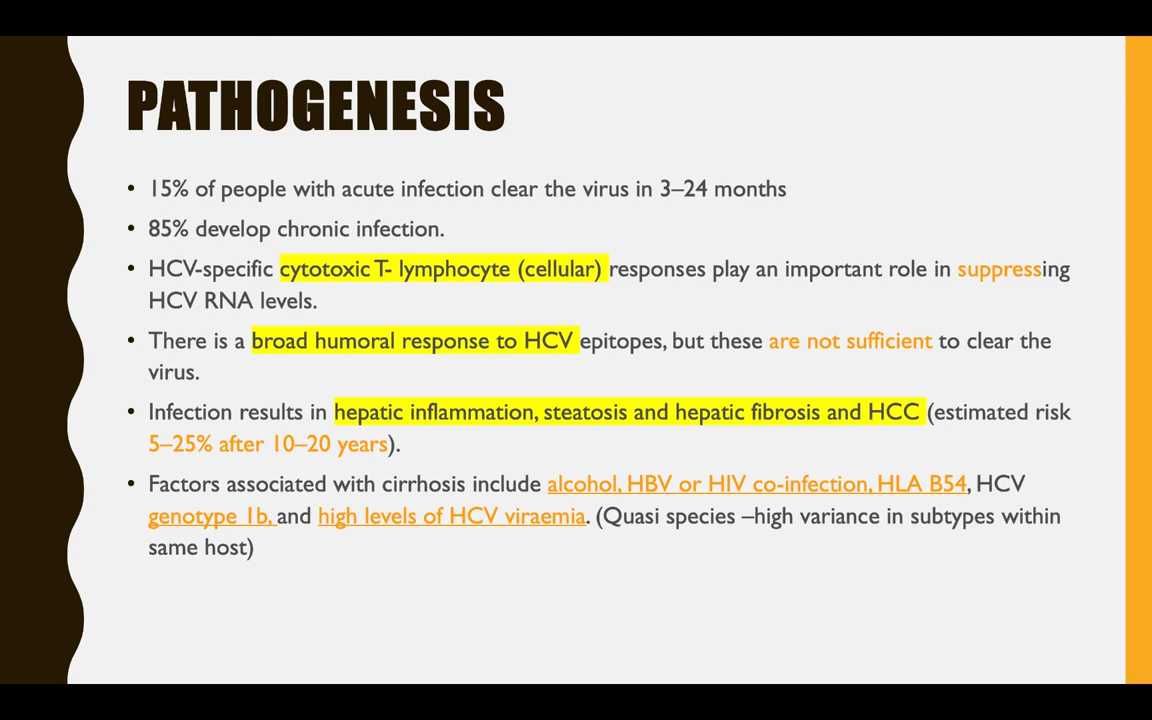 PATHOGENESIS
• 15% of people with acute infection clear the virus in 3–24 months
• 85% develop chronic infection.
• HCV-specific cytotoxic T- lymphocyte (cellular) responses play an important role in suppressing
HCV RNA levels.
• There is a broad humoral response to HCV epitopes, but these are not sufficient to clear the
virus.
• Infection results in hepatic inflammation, steatosis and hepatic fibrosis and HCC (estimated risk
5–25% after 10–20 years).
• Factors associated with cirrhosis include alcohol, HBV or HIV co-infection, HLA B54, HCV
genotype 1b, and high levels of HCV viraemia. (Quasi species –high variance in subtypes within
same host)